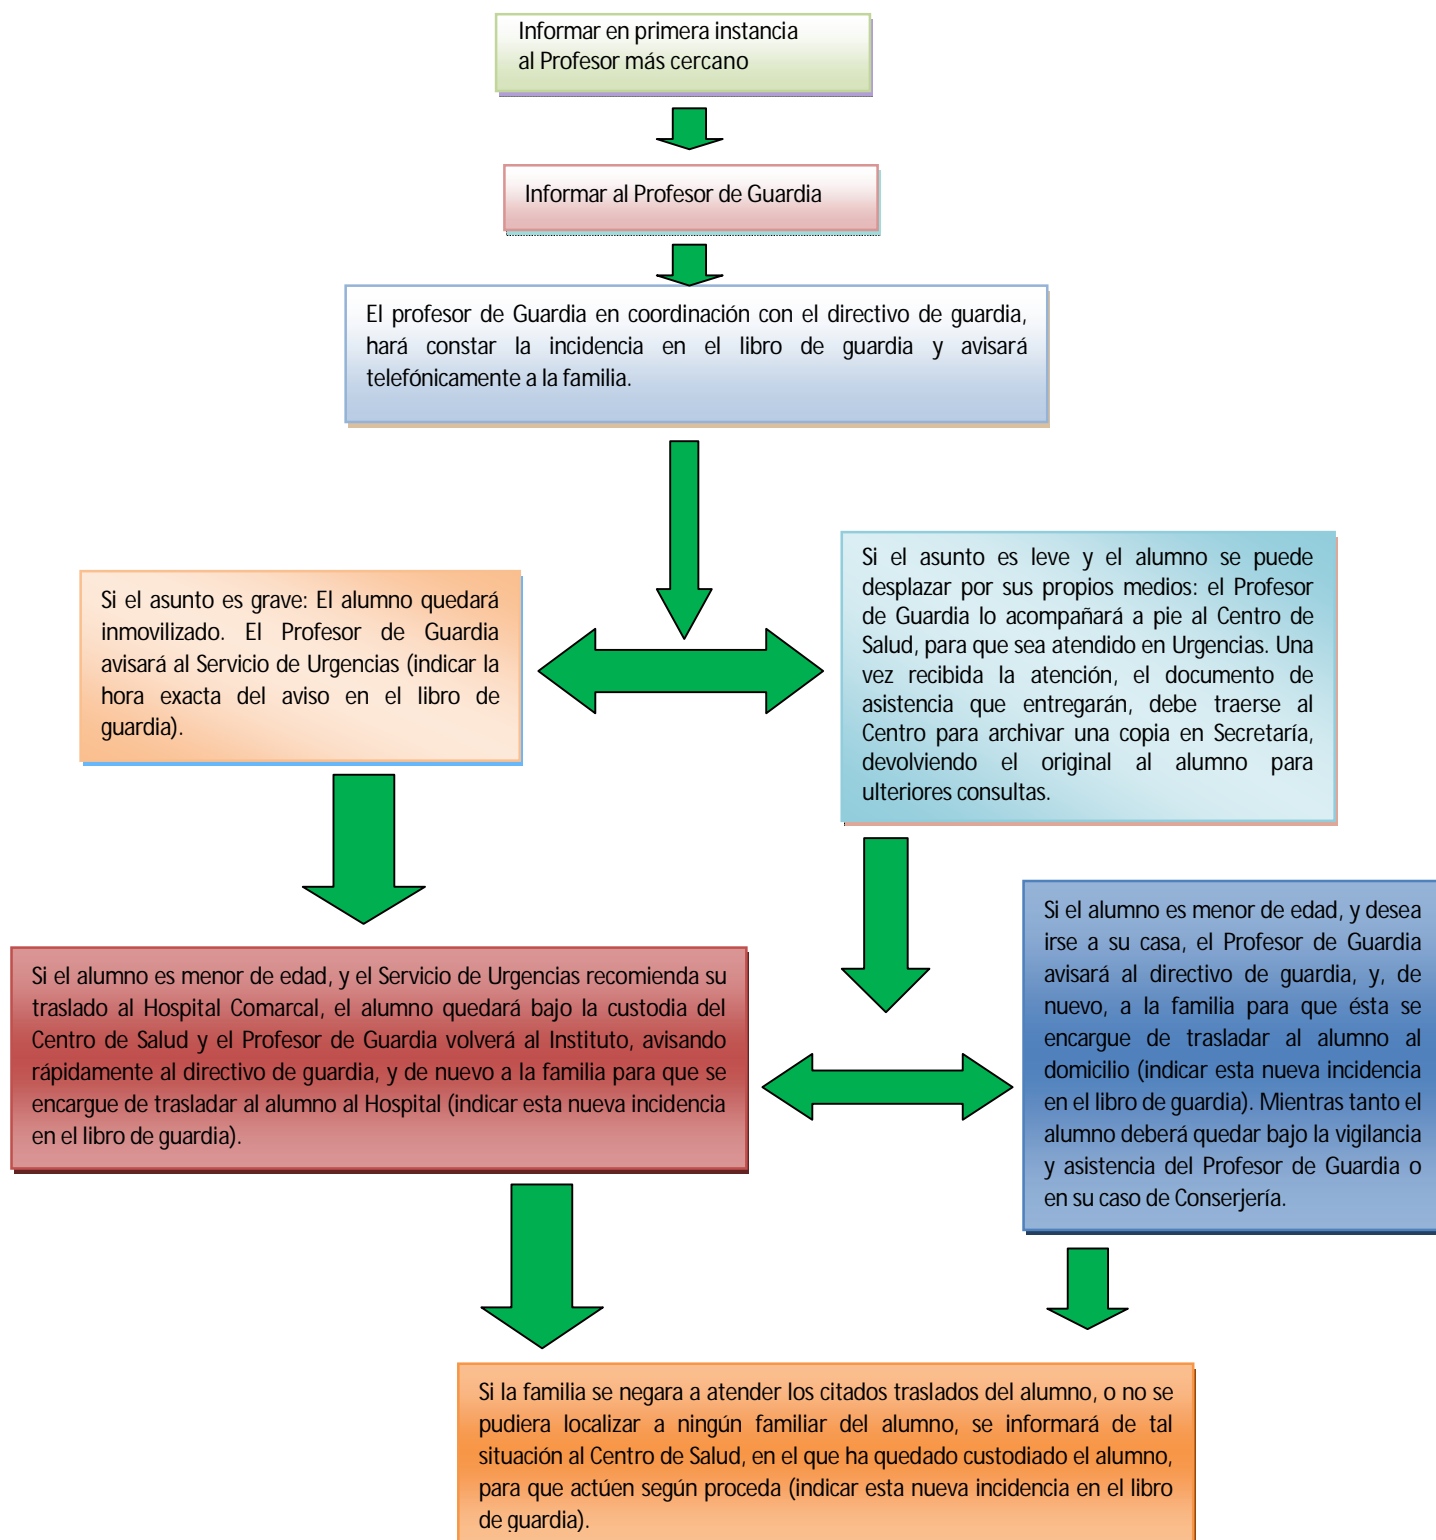 Informar en primera instancia
al Profesor más cercano
Informar al Profesor de Guardia
El profesor de Guardia en coordinación con el directivo de guardia,
hará constar la incidencia en el libro de guardia y avisará
telefónicamente a la familia.
Si el asunto es grave: El alumno quedará
inmovilizado. El Profesor de Guardia
avisará al Servicio de Urgencias (indicar la
hora exacta del aviso en el libro de
guardia).
Si el asunto es leve y el alumno se puede
desplazar por sus propios medios: el Profesor
de Guardia lo acompañará a pie al Centro de
Salud, para que sea atendido en Urgencias. Una
vez recibida la atención, el documento de
asistencia que entregarán, debe traerse al
Centro para archivar una copia en Secretaría,
devolviendo el original al alumno para
ulteriores consultas.
Si el alumno es menor de edad, y el Servicio de Urgencias recomienda su
traslado al Hospital Comarcal, el alumno quedará bajo la custodia del
Centro de Salud y el Profesor de Guardia volverá al Instituto, avisando
rápidamente al directivo de guardia, y de nuevo a la familia para que se
encargue de trasladar al alumno al Hospital (indicar esta nueva incidencia
en el libro de guardia).
Si el alumno es menor de edad, y desea
irse a su casa, el Profesor de Guardia
avisará al directivo de guardia, y, de
nuevo, a la familia para que ésta se
encargue de trasladar al alumno al
domicilio (indicar esta nueva incidencia
en el libro de guardia). Mientras tanto el
alumno deberá quedar bajo la vigilancia
y asistencia del Profesor de Guardia o
en su caso de Conserjería.
Si la familia se negara a atender los citados traslados del alumno, o no se
pudiera localizar a ningún familiar del alumno, se informará de tal
situación al Centro de Salud, en el que ha quedado custodiado el alumno,
para que actúen según proceda (indicar esta nueva incidencia en el libro
de guardia).